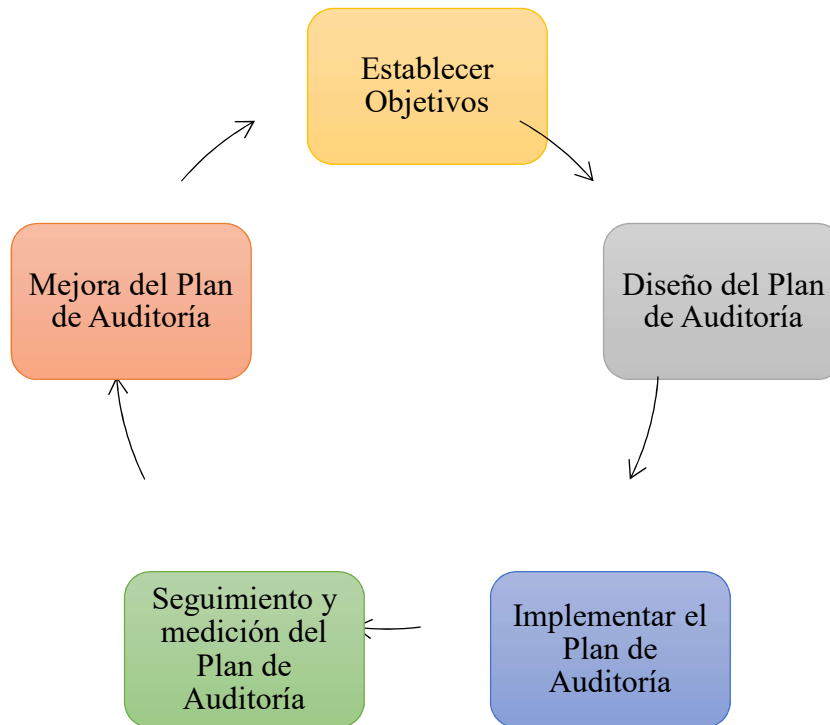 Establecer
Objetivos
Diseño del Plan
de Auditoría
Implementar el
Plan de
Auditoría
Seguimiento y
medición del
Plan de
Auditoría
Mejora del Plan
de Auditoría